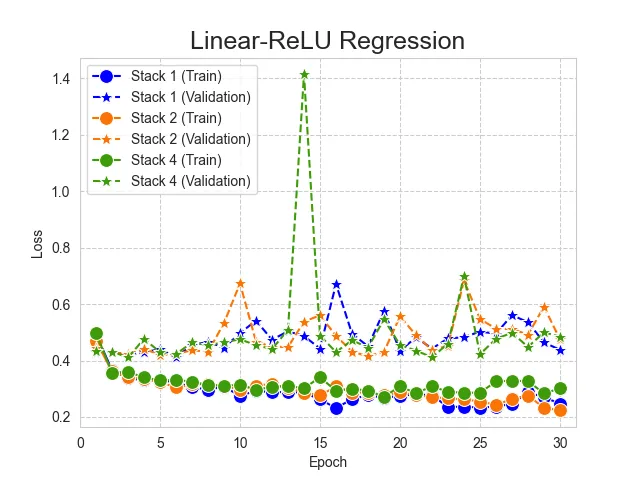 Linear-ReLU Regression
Stack 1 (Train)
Stack 1 (Validation)
Stack 2 (Train)
Stack 2 (Validation)
Stack 4 (Train)
Stack 4 (Validation)
1.4
1.2
1.0
0.8
0.6
0.4
0.2
Loss
0 5 10 15 20 25 30
Epoch